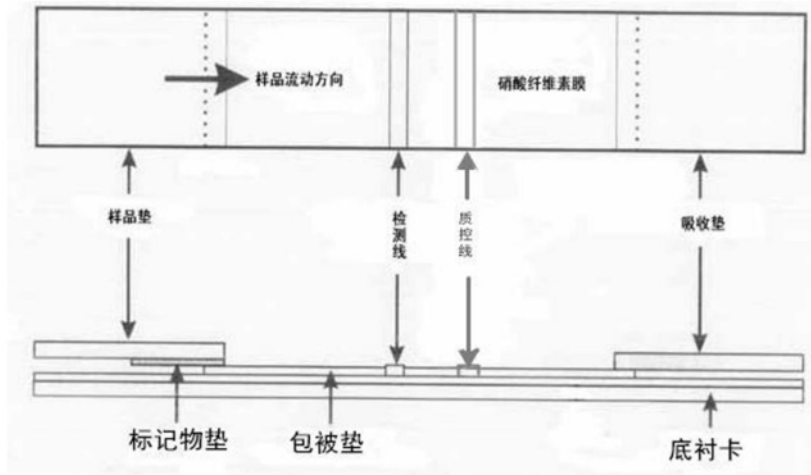 样品流动方向
硝酸纤维素膜
样品垫
检测线
质控线
吸收垫
标记物垫
包被垫
底衬卡